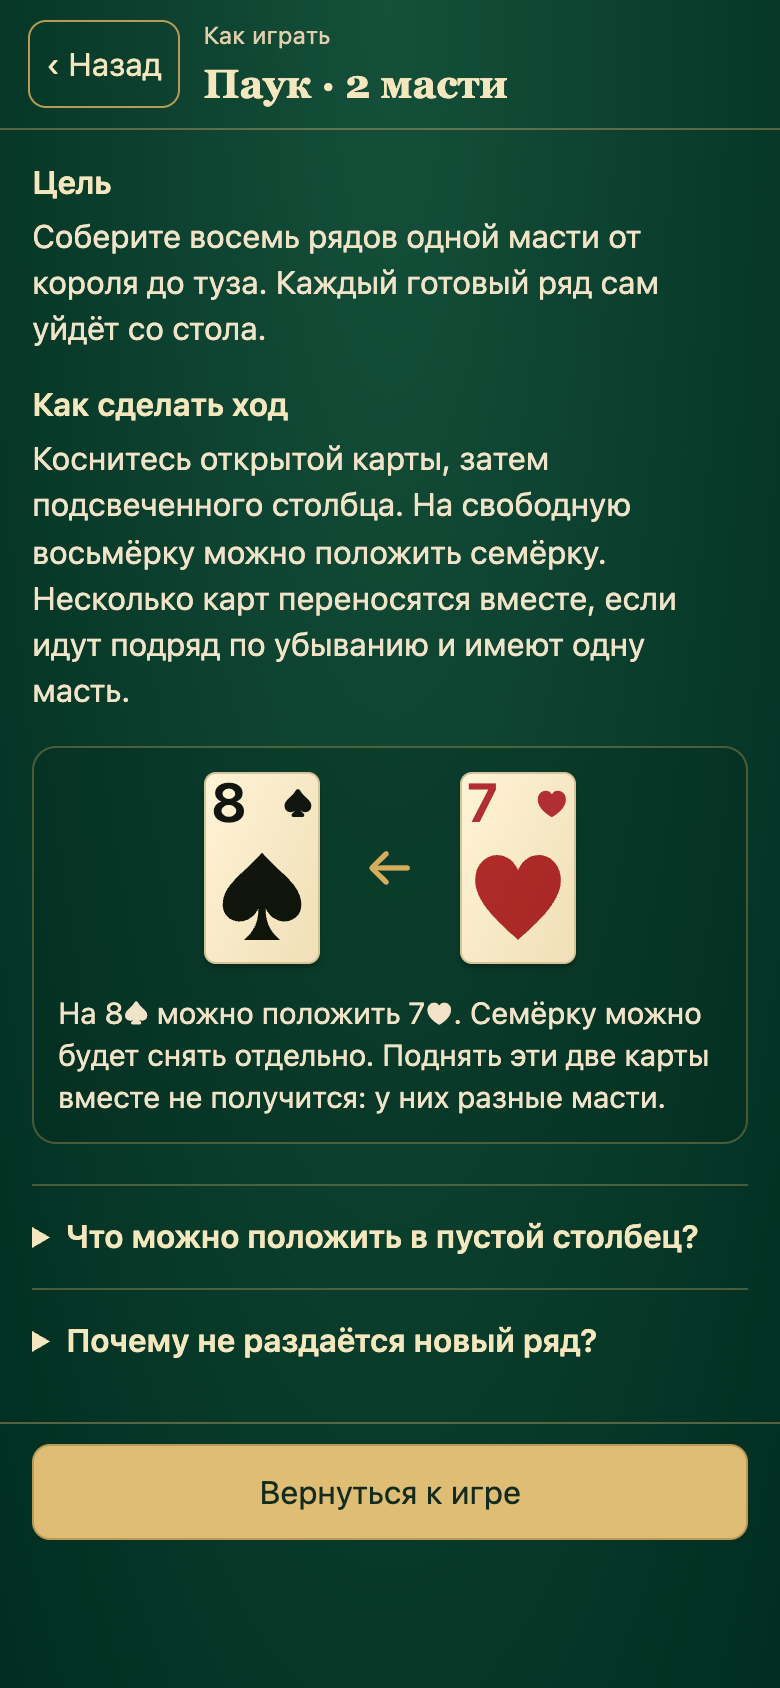 ‹ Назад
Как играть
Паук · 2 масти
Цель
Соберите восемь рядов одной масти от
короля до туза. Каждый готовый ряд сам
уйдёт со стола.
Как сделать ход
Коснитесь открытой карты, затем
подсвеченного столбца. На свободную
восьмёрку можно положить семёрку.
Несколько карт переносятся вместе, если
идут подряд по убыванию и имеют одну
масть.
8♠ ← 7♥
На 8♠ можно положить 7♥. Семёрку можно
будет снять отдельно. Поднять эти две карты
вместе не получится: у них разные масти.
▶ Что можно положить в пустой столбец?
▶ Почему не раздаётся новый ряд?
Вернуться к игре